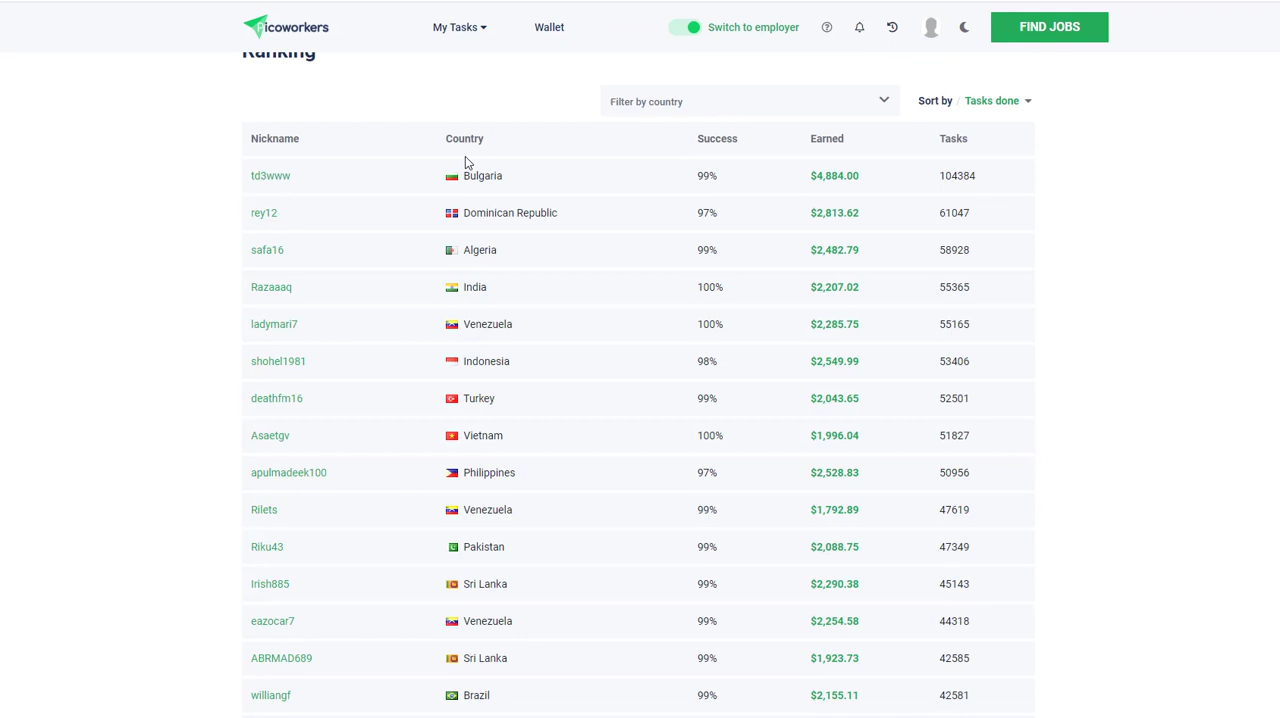 Picoworkers
My Tasks
Wallet
Switch to employer
FIND JOBS
Ranking
Filter by country
Sort by / Tasks done
Nickname Country Success Earned Tasks
td3www Bulgaria 99% $4,884.00 104384
rey12 Dominican Republic 97% $2,813.62 61047
safa16 Algeria 99% $2,482.79 58928
Razaaaq India 100% $2,207.02 55365
ladymari7 Venezuela 100% $2,285.75 55165
shohel1981 Indonesia 98% $2,549.99 53406
deathfm16 Turkey 99% $2,043.65 52501
Asaetgv Vietnam 100% $1,996.04 51827
apulmadeek100 Philippines 97% $2,528.83 50956
Rilets Venezuela 99% $1,792.89 47619
Riku43 Pakistan 99% $2,088.75 47349
Irish885 Sri Lanka 99% $2,290.38 45143
eazocar7 Venezuela 99% $2,254.58 44318
ABRMAD689 Sri Lanka 99% $1,923.73 42585
williangf Brazil 99% $2,155.11 42581